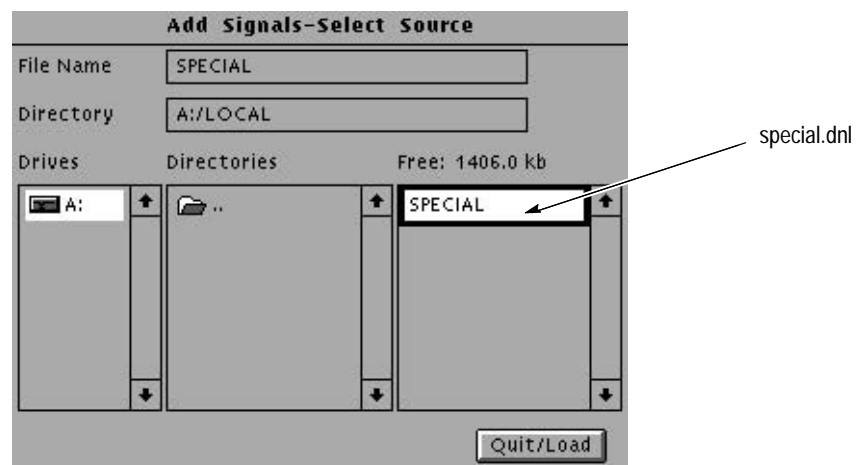 Add Signals-Select Source
File Name SPECIAL
Directory A:/LOCAL
special.dnl
Drives Directories Free: 1406.0 kb
A: .. SPECIAL
Quit/Load